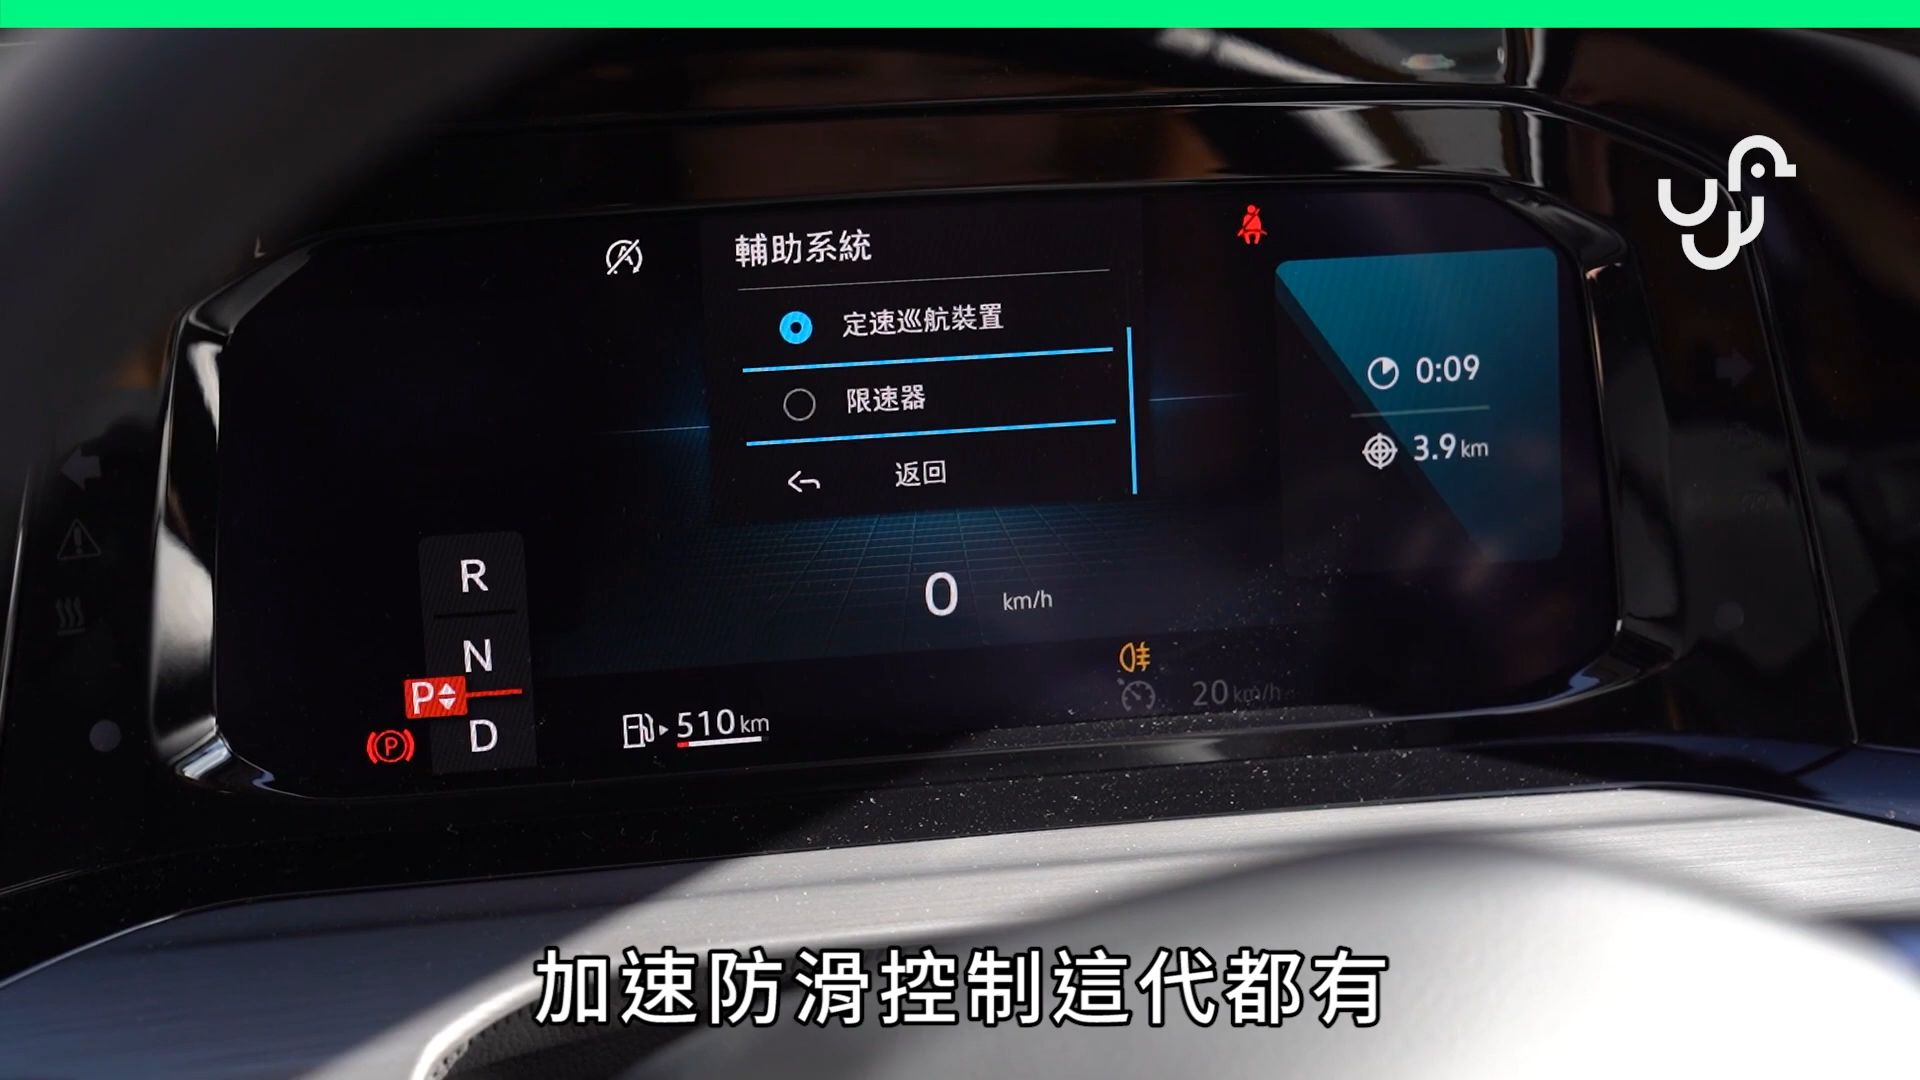 輔助系統
定速巡航裝置
限速器
返回
0:09
3.9 km
R
N
P
D
P
0 km/h
510 km
20 km/h
加速防滑控制這代都有